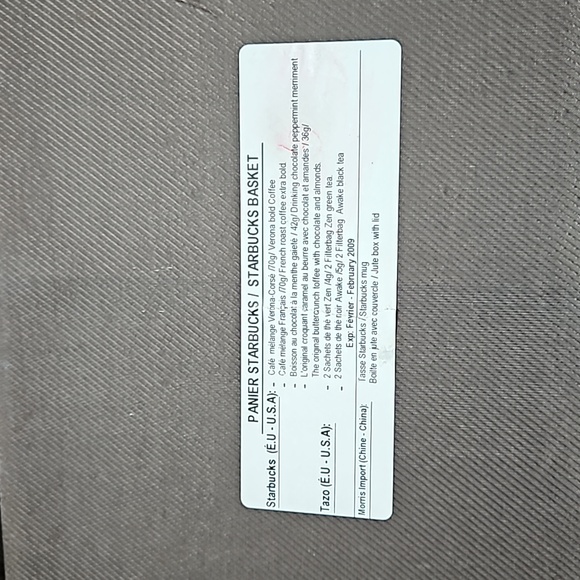 PANIER STARBUCKS / STARBUCKS BASKET
Starbucks (É.U - U.S.A): - Café mélange Verona-Corsé /70g/ Verona bold Coffee
- Café mélange Français /70g/ French roast coffee extra bold.
- Boisson au chocolat à la menthe gaieté / 42g/ Drinking chocolate peppermint merriment
- L'original croquant caramel au beurre avec chocolat et amandes / 36g/
The original buttercrunch toffee with chocolate and almonds.
Tazo (É.U - U.S.A): - 2 Sachets de thé vert Zen /4g/ 2 Filterbag Zen green tea.
- 2 Sachets de thé noir Awake /5g/ 2 Filterbag Awake black tea
Exp: Février - February 2009
Morris Import (Chine - China): Tasse Starbucks / Starbucks mug
Boîte en jute avec couvercle / Jute box with lid